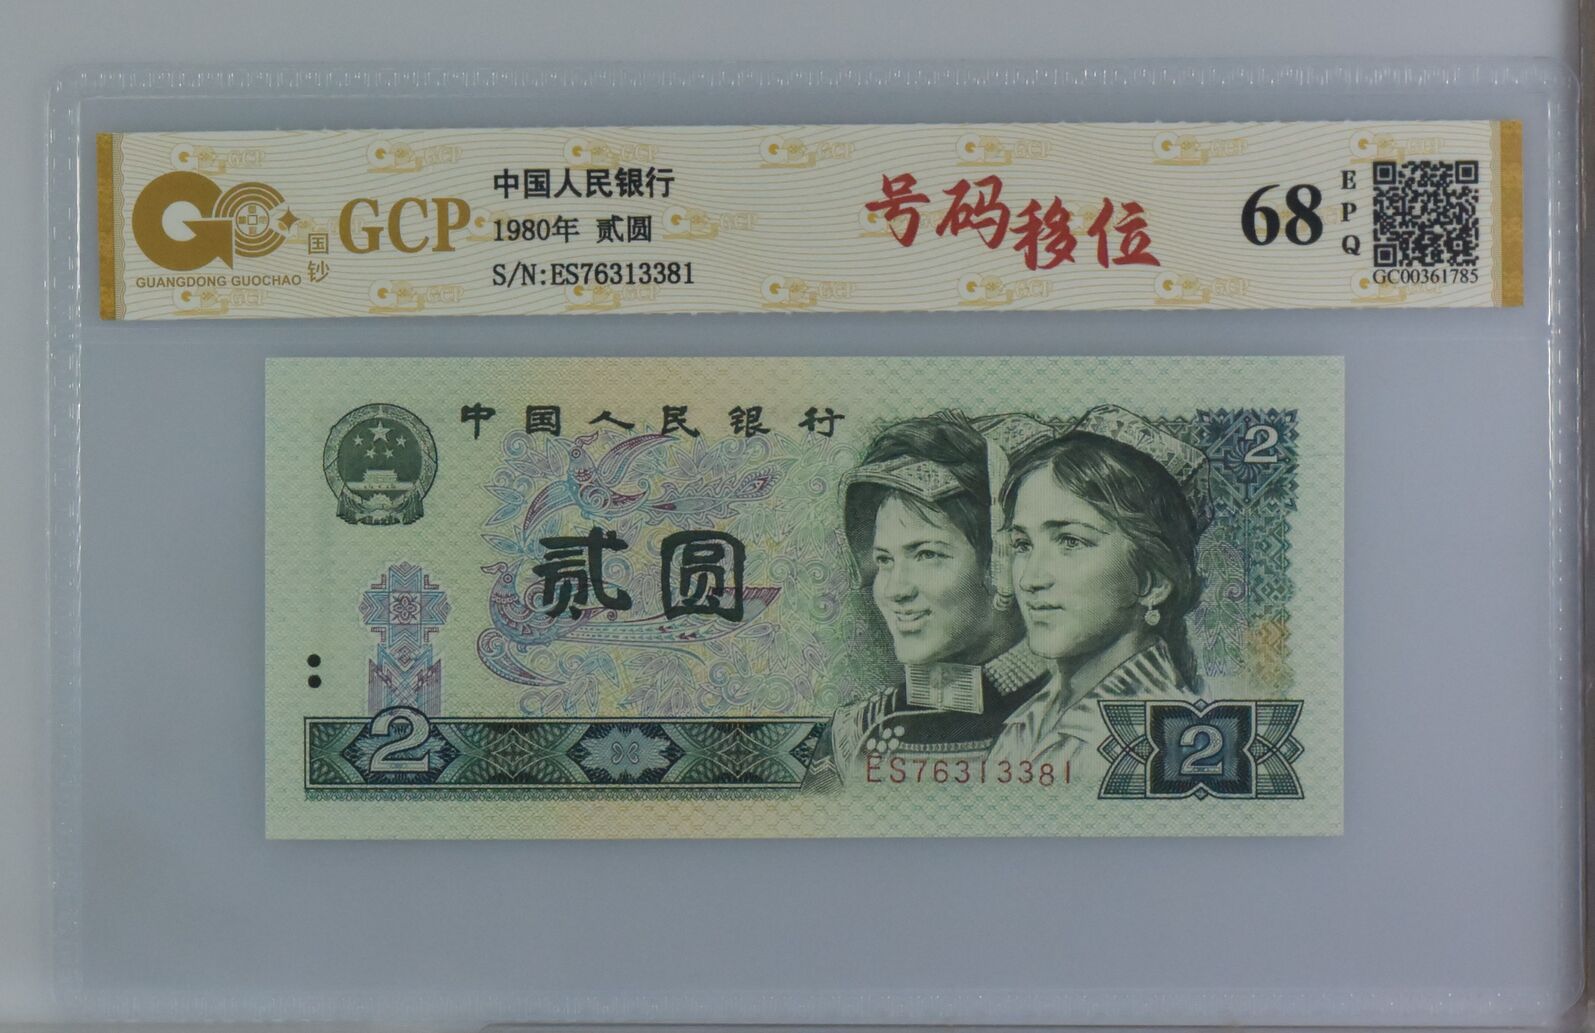 GUANGDONG GUOCHAO
国钞
GCP
中国人民银行
1980年 贰圆
S/N:ES76313381
号码移位
68
EPQ
GC00361785
中国人民银行
2
贰圆
2
ES76313381
2